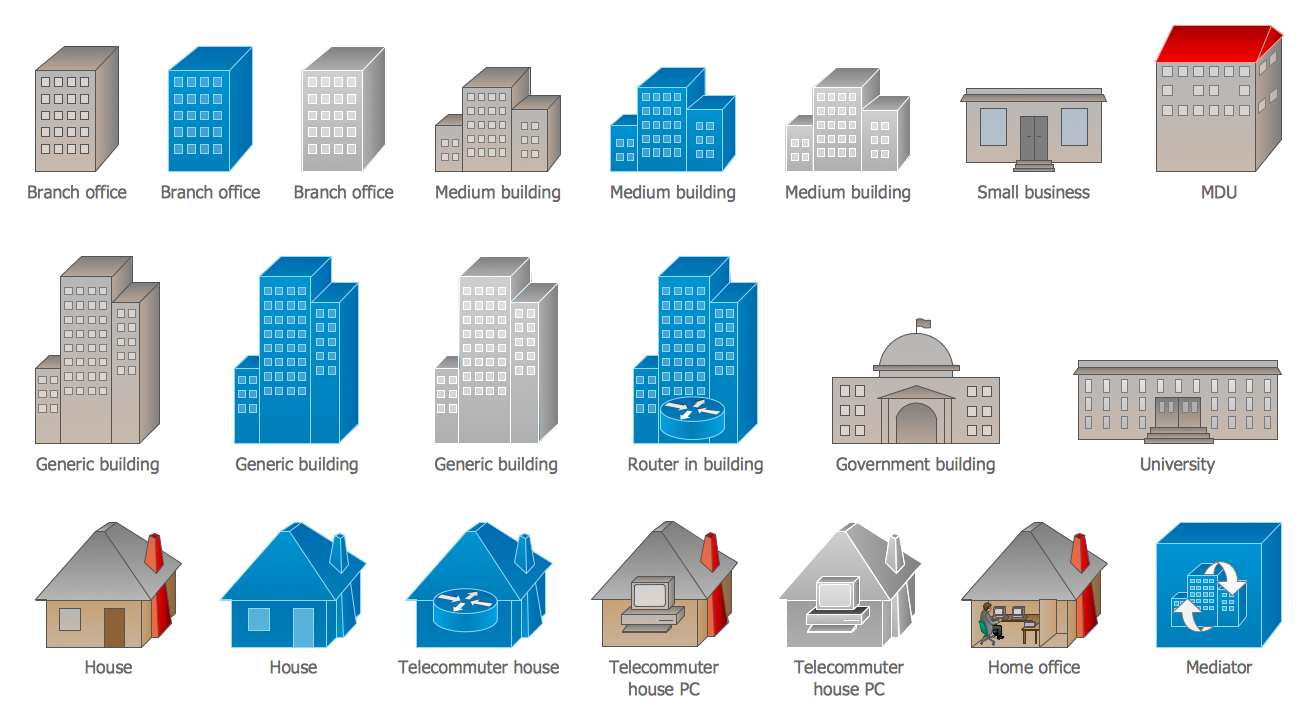 Branch office
Branch office
Branch office
Medium building
Medium building
Medium building
Small business
MDU
Generic building
Generic building
Generic building
Router in building
Government building
University
House
House
Telecommuter house
Telecommuter
house PC
Telecommuter
house PC
Home office
Mediator